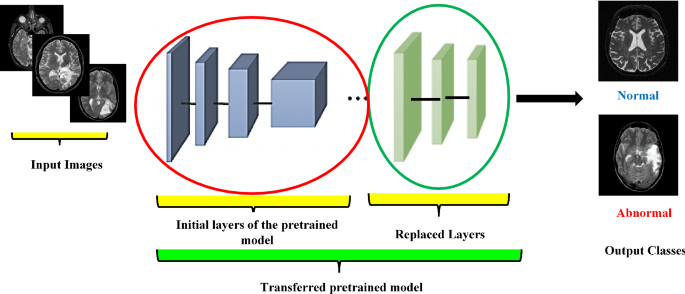 Normal
Input Images
Initial layers of the pretrained
model
Replaced Layers
Abnormal
Output Classes
Transferred pretrained model